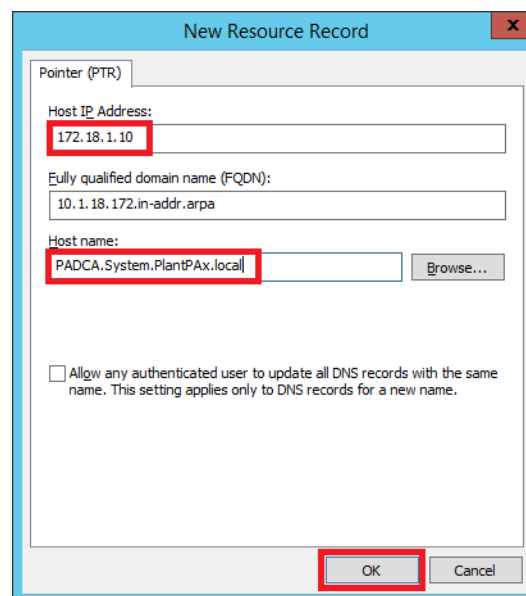 New Resource Record
x
Pointer (PTR)
Host IP Address:
172.18.1.10
Fully qualified domain name (FQDN):
10.1.18.172.in-addr.arpa
Host name:
PADCA.System.PlantPAx.local
Browse...
Allow any authenticated user to update all DNS records with the same
name. This setting applies only to DNS records for a new name.
OK
Cancel